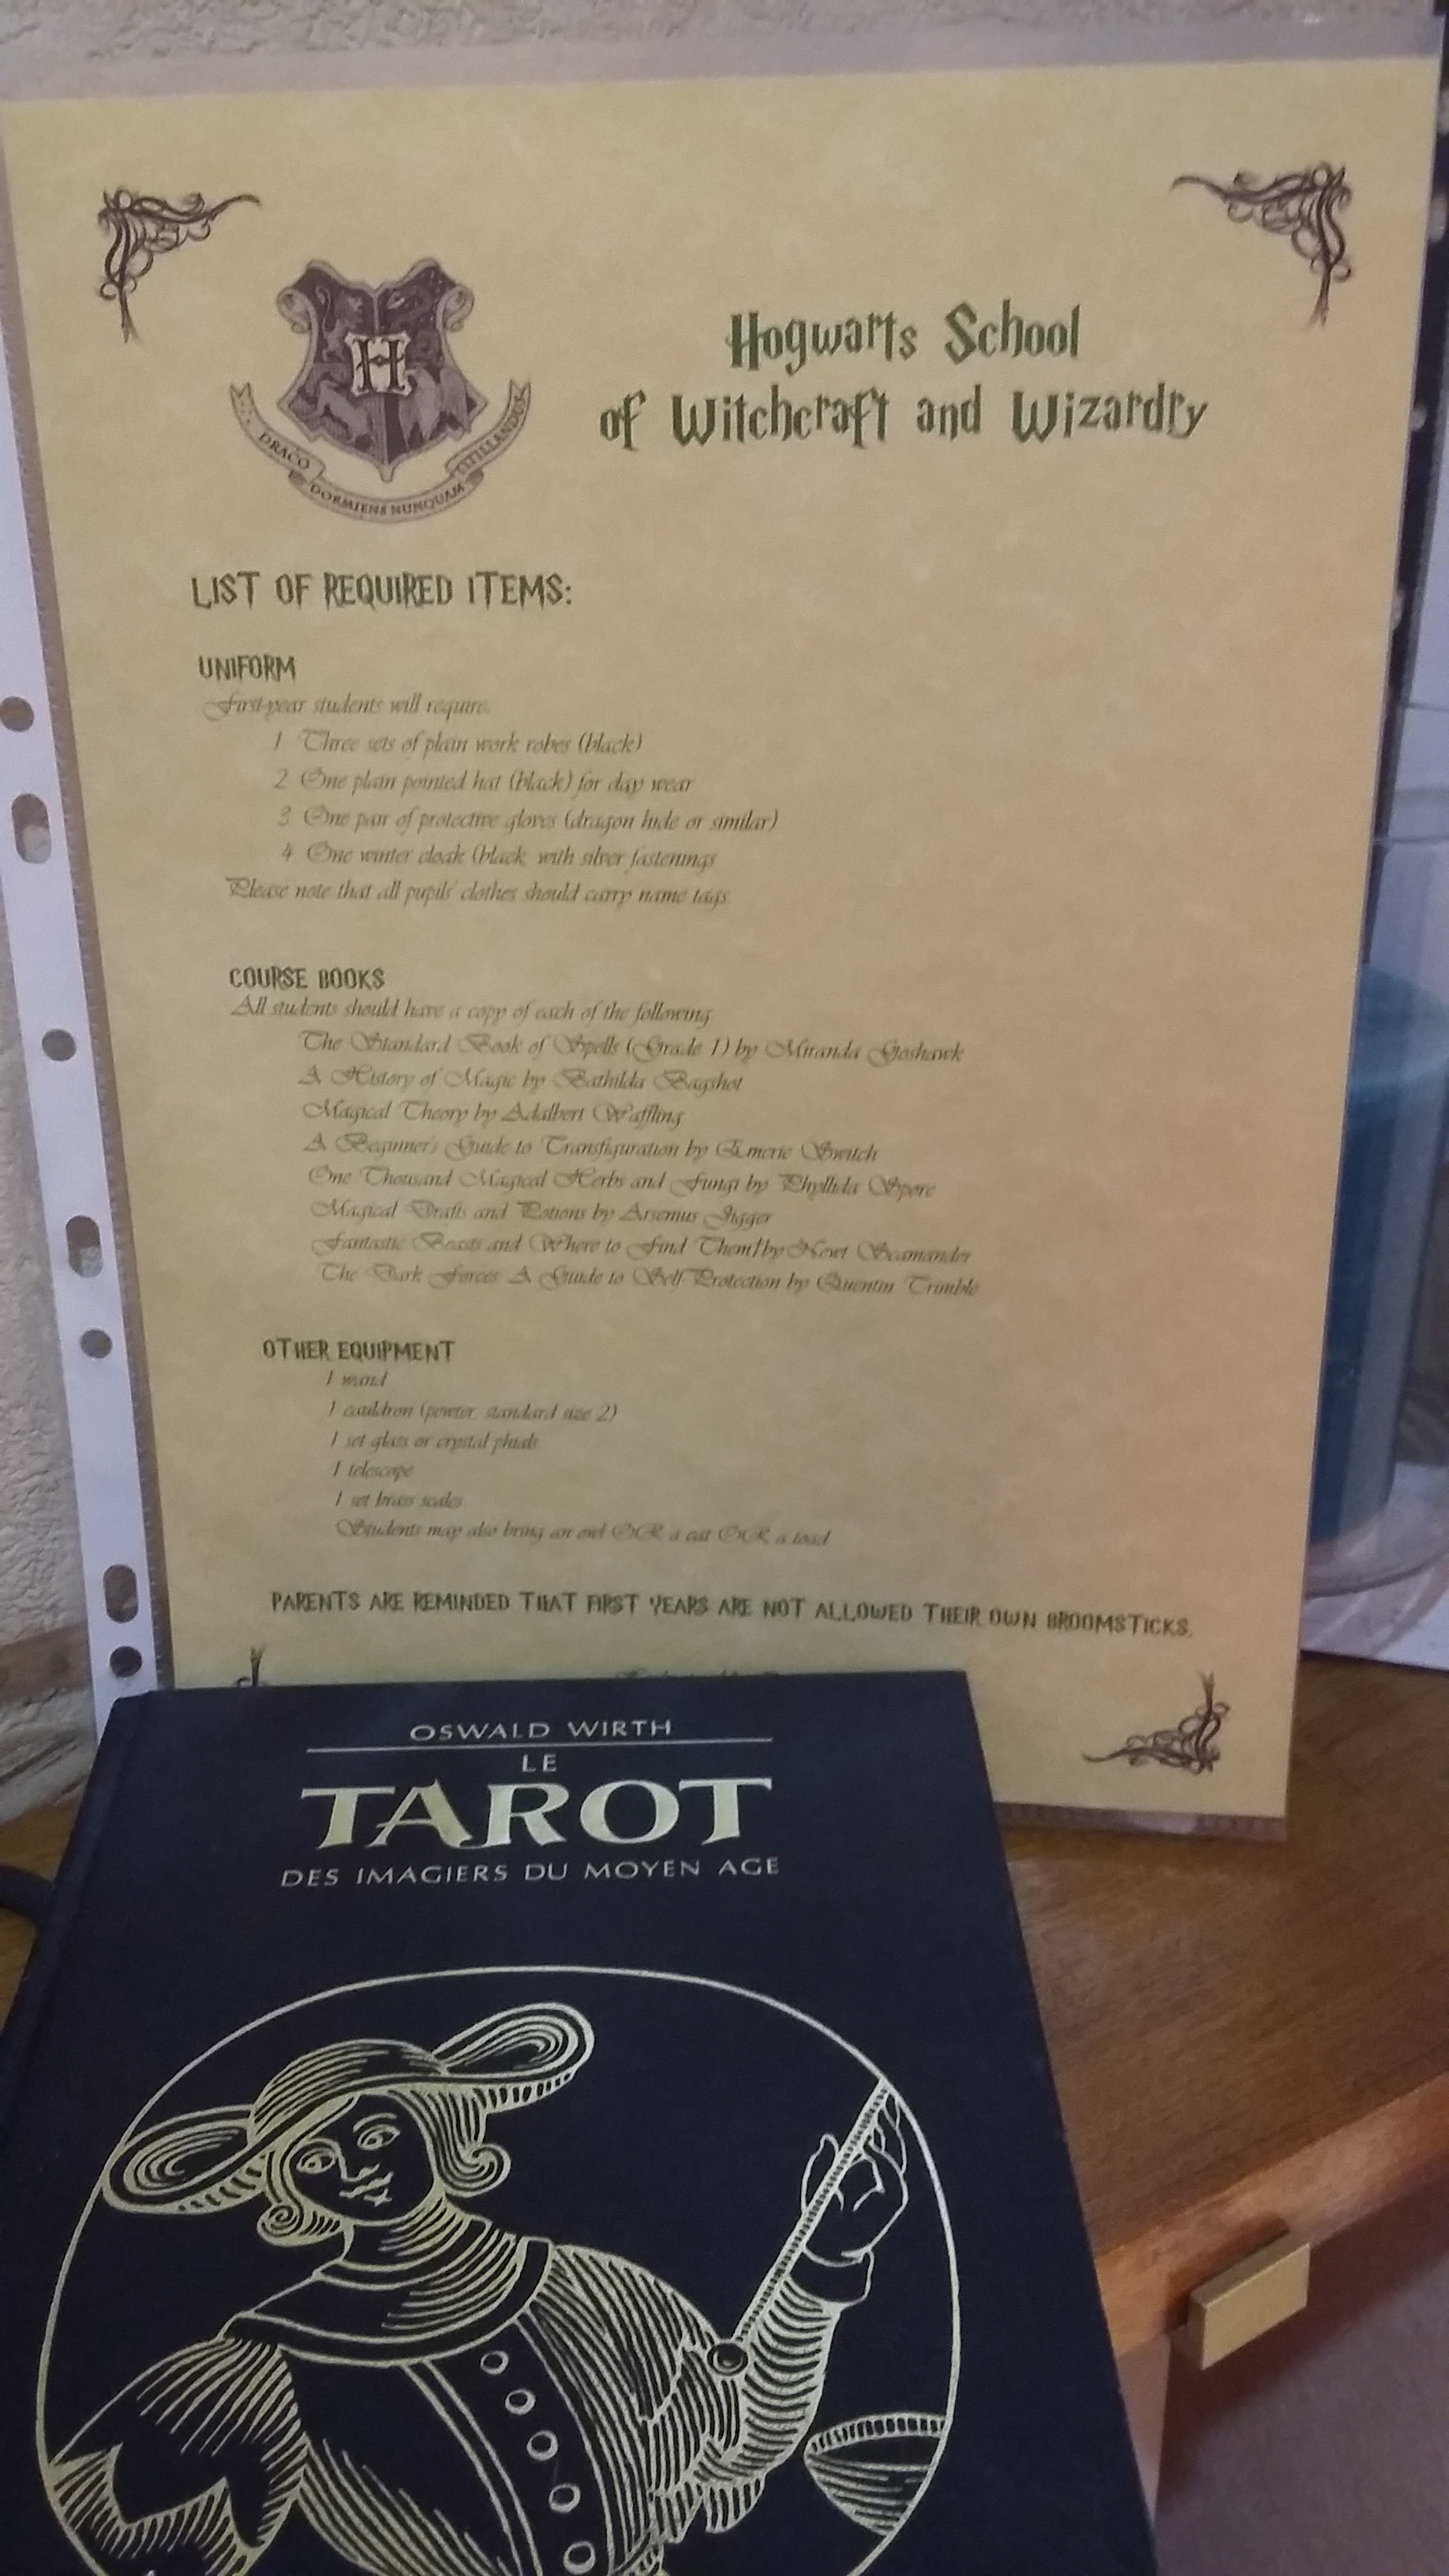 Hogwarts School
of Witchcraft and Wizardry
H
DRACO DORMIENS NUNQUAM TITILLANDUS
LIST OF REQUIRED ITEMS:
UNIFORM
First-year students will require:
1. Three sets of plain work robes (black)
2. One plain pointed hat (black) for day wear
3. One pair of protective gloves (dragon hide or similar)
4. One winter cloak (black, with silver fastenings
Please note that all pupils' clothes should carry name tags.
COURSE BOOKS
All students should have a copy of each of the following:
The Standard Book of Spells (Grade 1) by Miranda Goshawk
A History of Magic by Bathilda Bagshot
Magical Theory by Adalbert Waffling
A Beginner's Guide to Transfiguration by Emeric Switch
One Thousand Magical Herbs and Fungi by Phyllida Spore
Magical Drafts and Potions by Arsenius Jigger
Fantastic Beasts and Where to Find Them by Newt Scamander
The Dark Forces: A Guide to Self-Protection by Quentin Trimble
OTHER EQUIPMENT
1 wand
1 cauldron (pewter, standard size 2)
1 set glass or crystal phials
1 telescope
1 set brass scales
Students may also bring an owl OR a cat OR a toad
PARENTS ARE REMINDED THAT FIRST YEARS ARE NOT ALLOWED THEIR OWN BROOMSTICKS.
OSWALD WIRTH
LE
TAROT
DES IMAGIERS DU MOYEN AGE